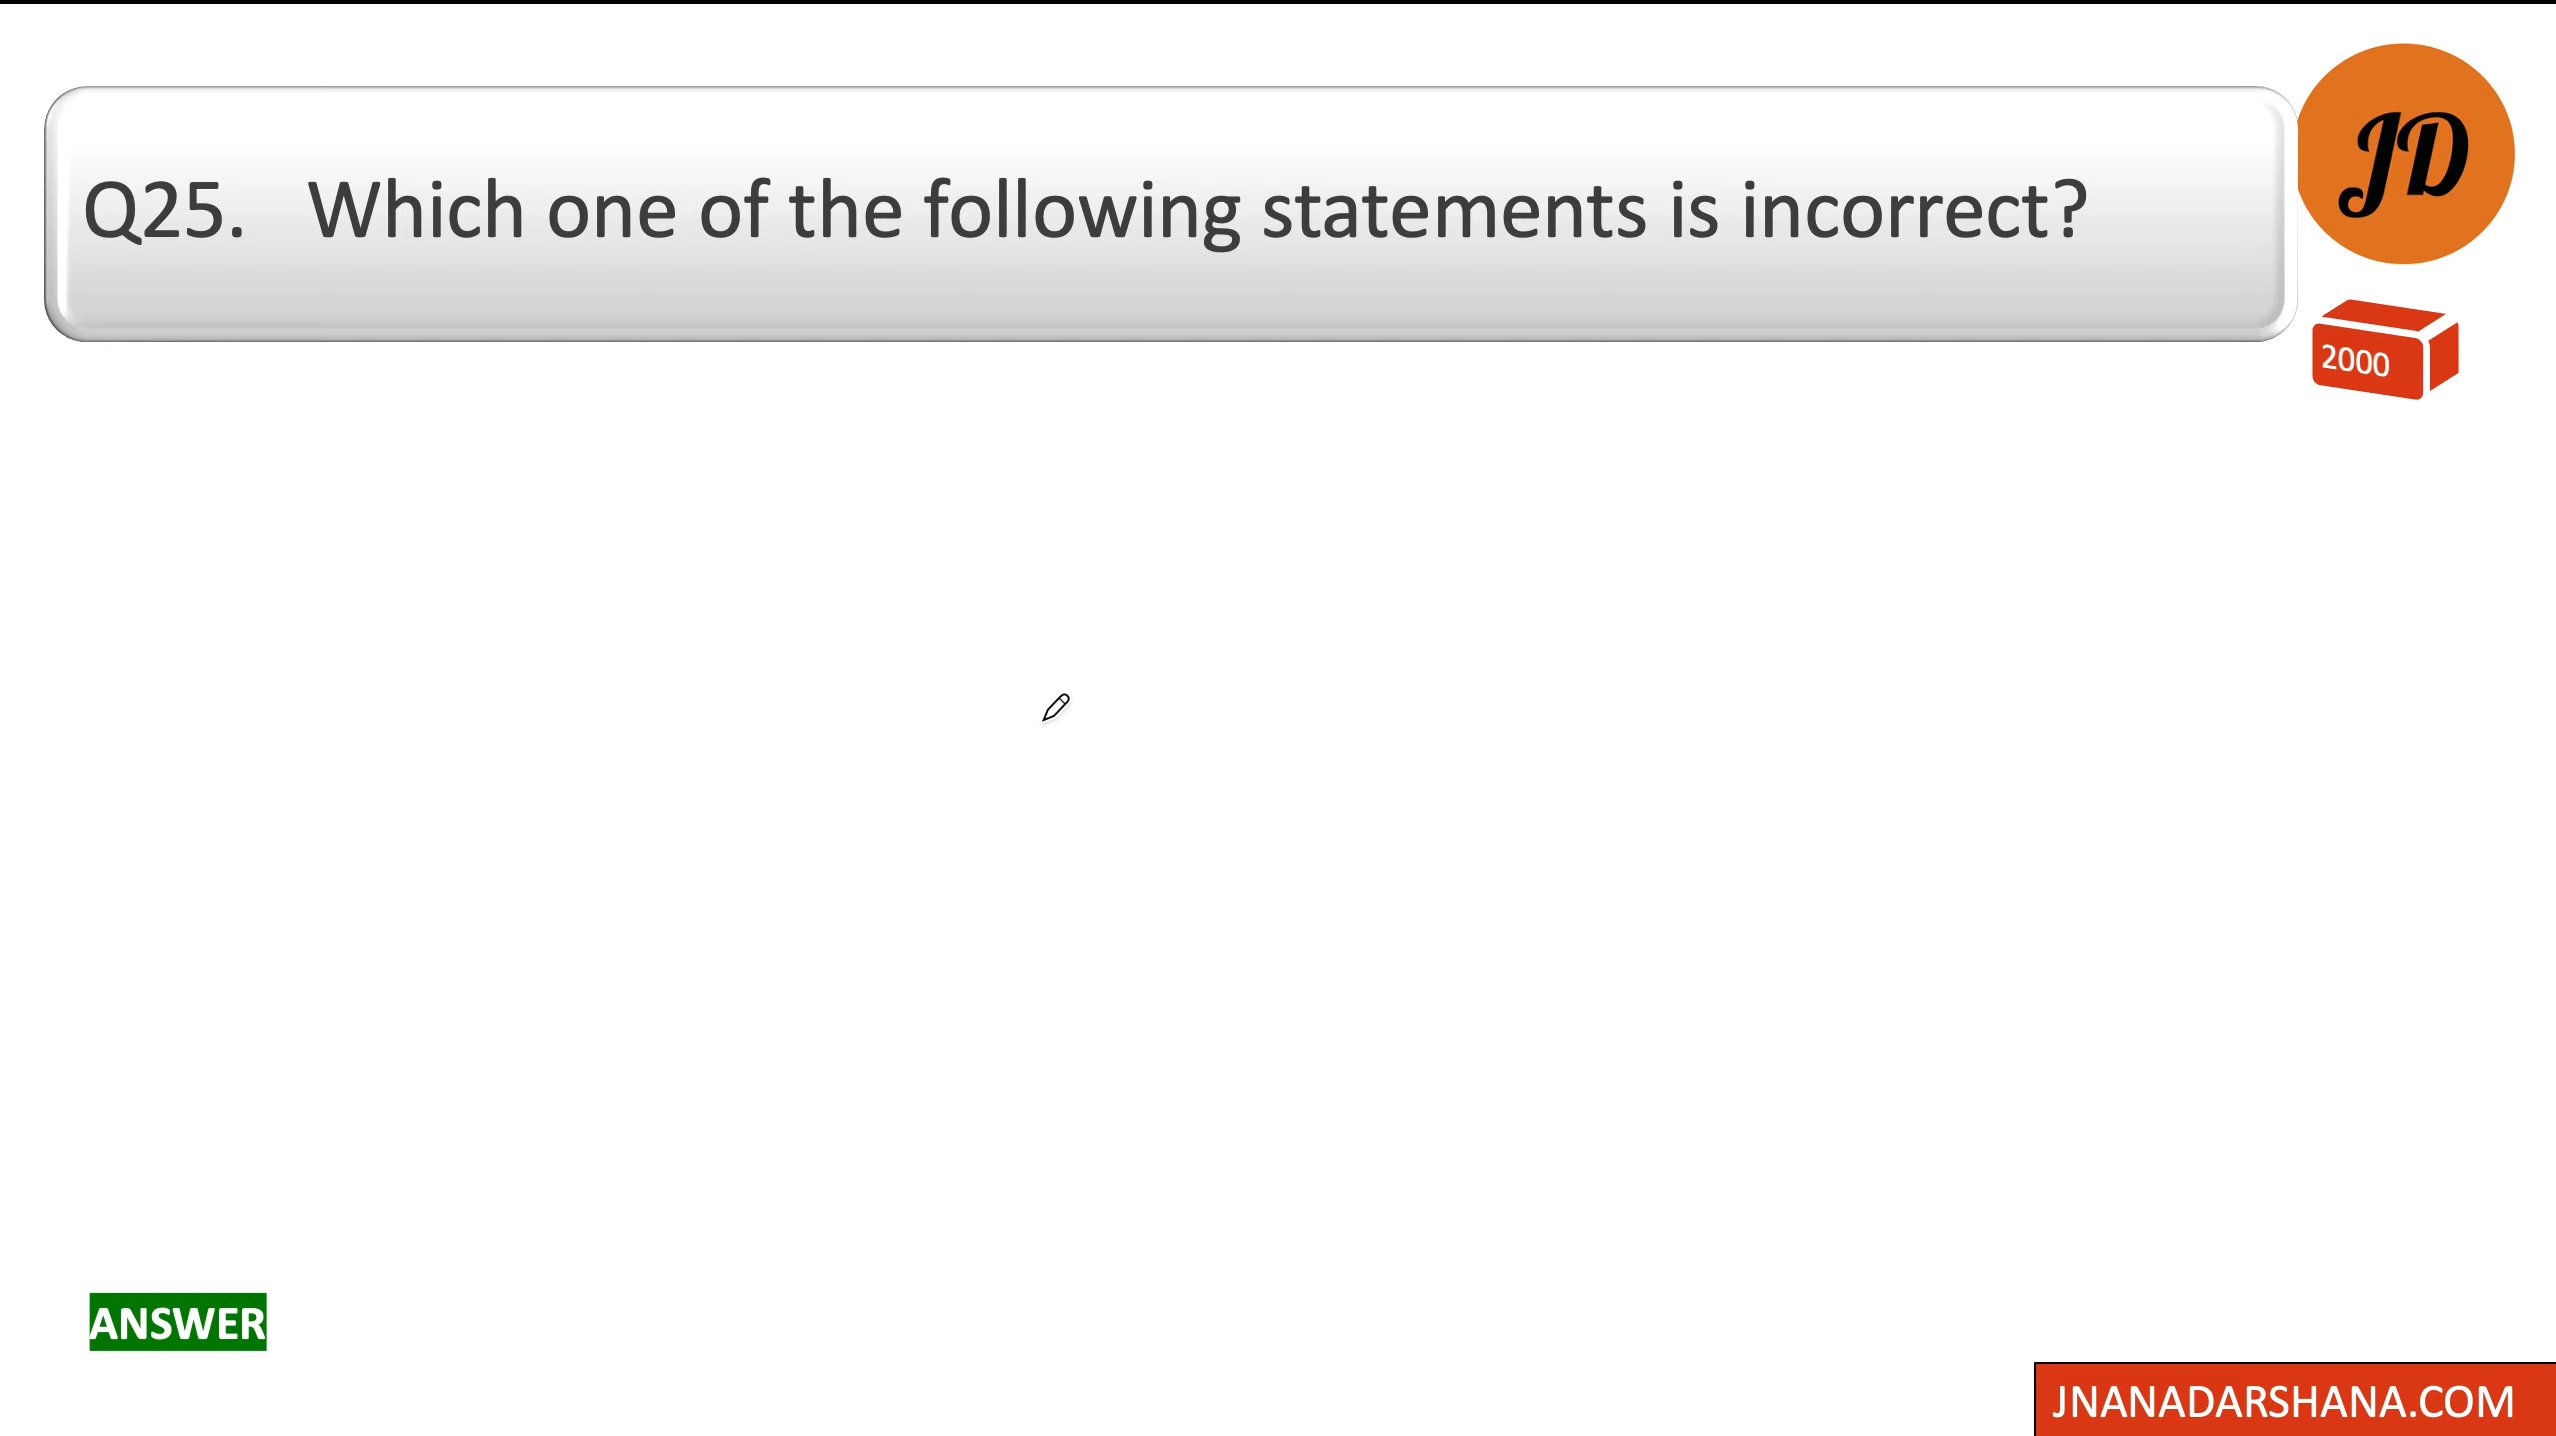 Q25. Which one of the following statements is incorrect?
JD
2000
ANSWER
JNANADARSHANA.COM